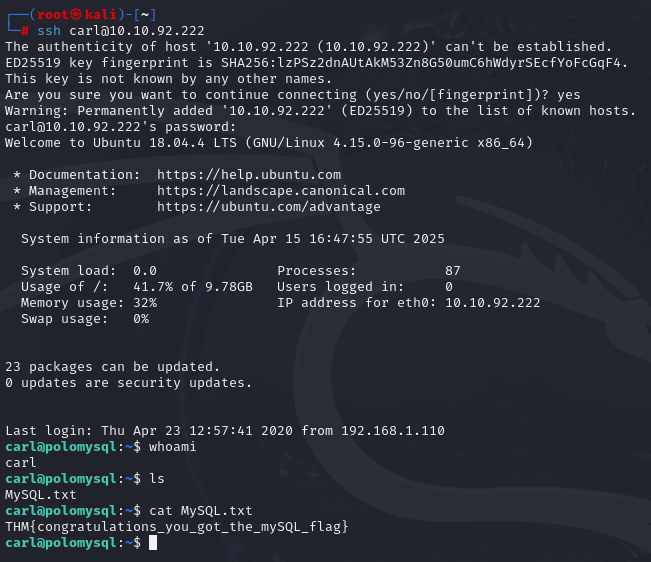 ┌──(root㉿kali)-[~]
└─# ssh carl@10.10.92.222
The authenticity of host '10.10.92.222 (10.10.92.222)' can't be established.
ED25519 key fingerprint is SHA256:lzPSz2dnAUtAkM53Zn8G50umC6hWdyrSEcfYoFcGqF4.
This key is not known by any other names.
Are you sure you want to continue connecting (yes/no/[fingerprint])? yes
Warning: Permanently added '10.10.92.222' (ED25519) to the list of known hosts.
carl@10.10.92.222's password:
Welcome to Ubuntu 18.04.4 LTS (GNU/Linux 4.15.0-96-generic x86_64)

 * Documentation:  https://help.ubuntu.com
 * Management:     https://landscape.canonical.com
 * Support:        https://ubuntu.com/advantage

  System information as of Tue Apr 15 16:47:55 UTC 2025

  System load:  0.0               Processes:           87
  Usage of /:   41.7% of 9.78GB   Users logged in:     0
  Memory usage: 32%               IP address for eth0: 10.10.92.222
  Swap usage:   0%


23 packages can be updated.
0 updates are security updates.


Last login: Thu Apr 23 12:57:41 2020 from 192.168.1.110
carl@polomysql:~$ whoami
carl
carl@polomysql:~$ ls
MySQL.txt
carl@polomysql:~$ cat MySQL.txt
THM{congratulations_you_got_the_mySQL_flag}
carl@polomysql:~$